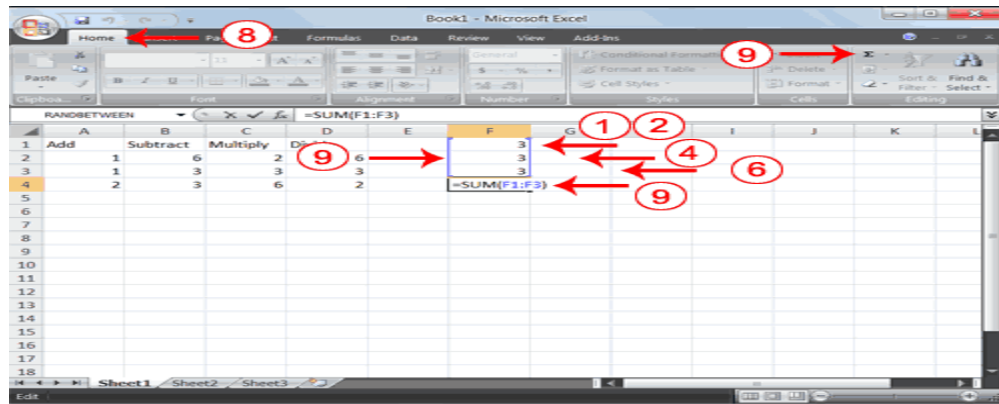 Book1 - Microsoft Excel
Home Formulas Data Review View Add-Ins
8
9
Paste
11
General
Conditional Formatting
Format as Table
Cell Styles
Delete
Format
Sort & Filter
Find & Select
Clipboa...
Font
Alignment
Number
Styles
Cells
Editing
RANDBETWEEN
=SUM(F1:F3)
A B C D E F G I J K L
1 Add Subtract Multiply 3
1 2
2 1 6 2 6 3
9
4
3 1 3 3 3 3
6
4 2 3 6 2 =SUM(F1:F3)
9
5
6
7
8
9
10
11
12
13
14
15
16
17
18
Sheet1 Sheet2 Sheet3
Edit